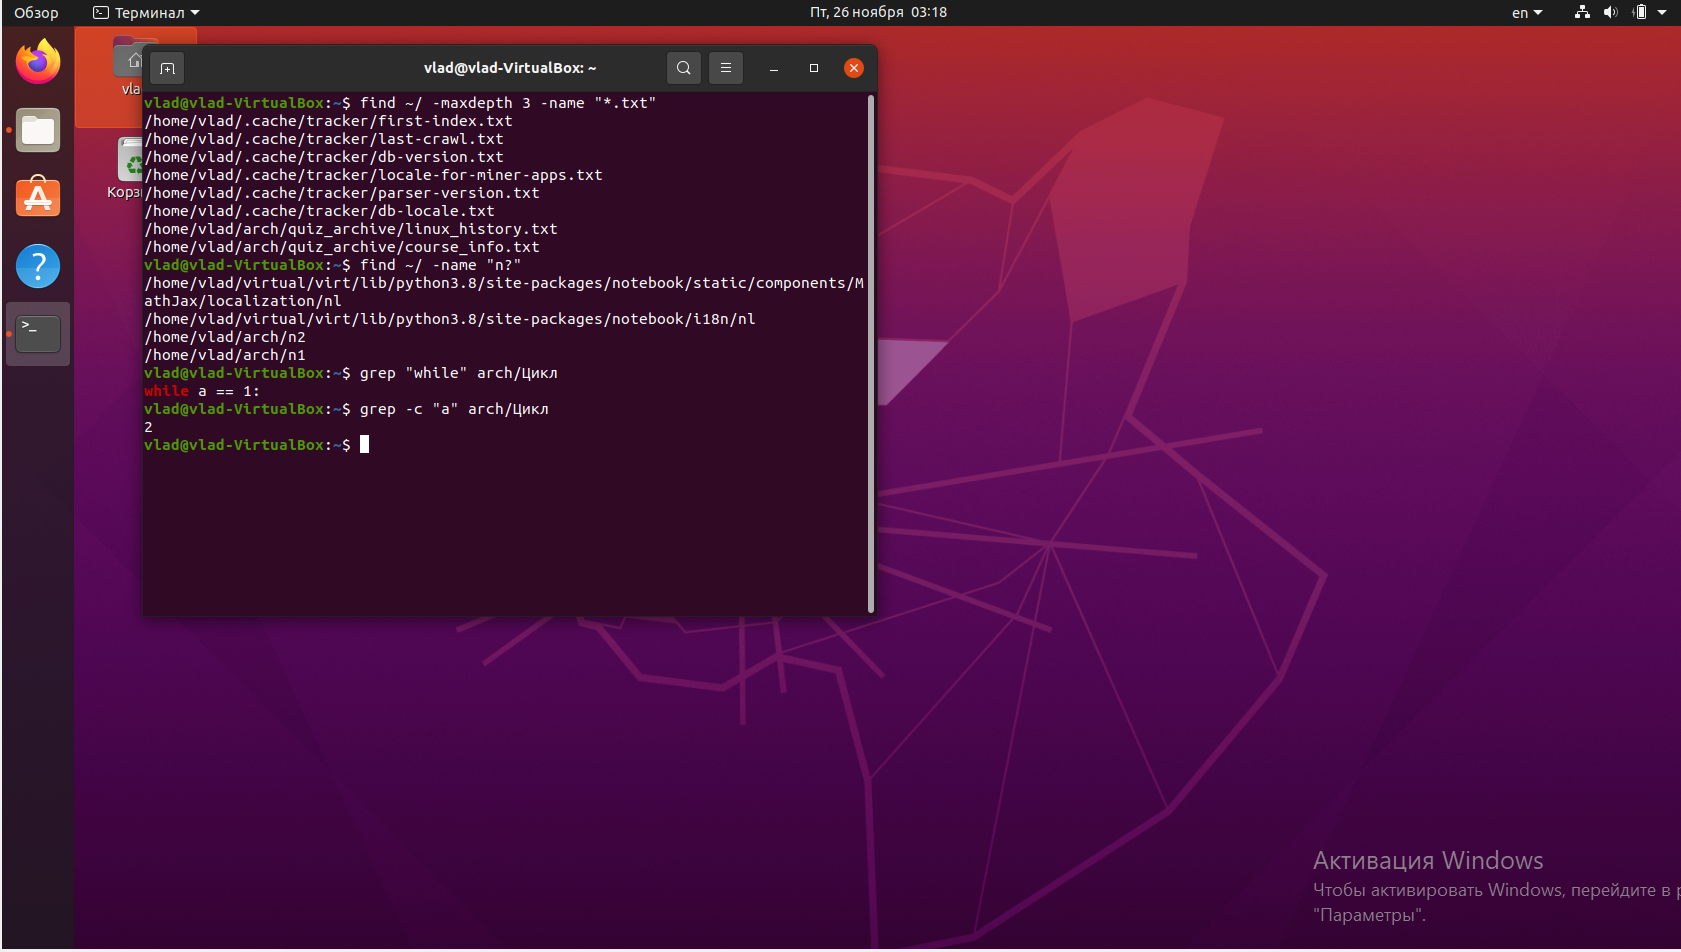 Обзор
Терминал
Пт, 26 ноября 03:18
en
vlad@vlad-VirtualBox: ~
vlad@vlad-VirtualBox:~$ find ~/ -maxdepth 3 -name "*.txt"
/home/vlad/.cache/tracker/first-index.txt
/home/vlad/.cache/tracker/last-crawl.txt
/home/vlad/.cache/tracker/db-version.txt
/home/vlad/.cache/tracker/locale-for-miner-apps.txt
/home/vlad/.cache/tracker/parser-version.txt
/home/vlad/.cache/tracker/db-locale.txt
/home/vlad/arch/quiz_archive/linux_history.txt
/home/vlad/arch/quiz_archive/course_info.txt
vlad@vlad-VirtualBox:~$ find ~/ -name "n?"
/home/vlad/virtual/virt/lib/python3.8/site-packages/notebook/static/components/M
athJax/localization/nl
/home/vlad/virtual/virt/lib/python3.8/site-packages/notebook/i18n/nl
/home/vlad/arch/n2
/home/vlad/arch/n1
vlad@vlad-VirtualBox:~$ grep "while" arch/Цикл
while a == 1:
vlad@vlad-VirtualBox:~$ grep -c "a" arch/Цикл
2
vlad@vlad-VirtualBox:~$
Активация Windows
Чтобы активировать Windows, перейдите в
"Параметры".